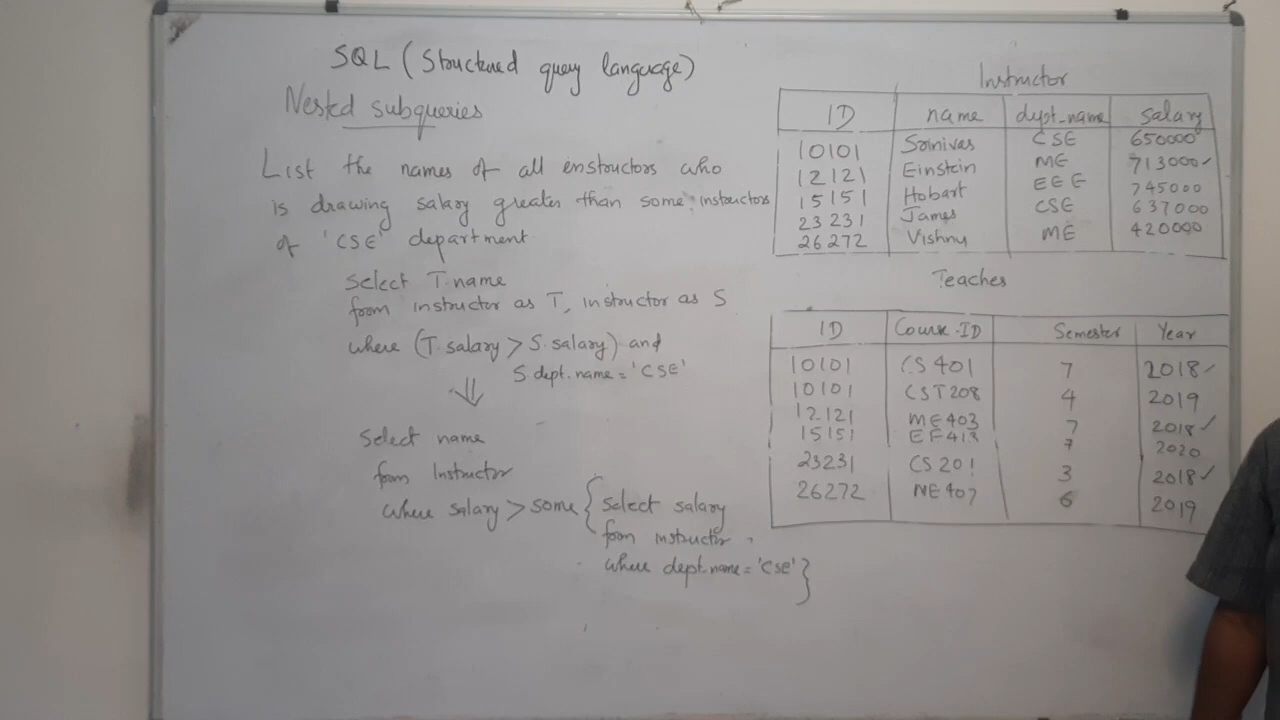 SQL (Structured query language)
Nested subqueries
List the names of all instructors who
is drawing salary greater than some instructors
of 'CSE' department
Select T.name
from instructor as T, instructor as S
where (T.salary > S.salary) and
S.dept.name = 'CSE'
⇓
Select name
from Instructor
where salary > some { select salary
from instructor
where dept.name = 'CSE' }
Instructor
ID name dept_name salary
10101 Srinivas CSE 650000
12121 Einstein ME 713000 ✓
15151 Hobart EEE 745000
23231 James CSE 637000
26272 Vishnu ME 420000
Teaches
ID Course-ID Semester Year
10101 CS401 7 2018 ✓
10101 CST208 4 2019
12121 ME403 7 2018 ✓
15151 7 2020
23231 CS201 3 2018 ✓
26272 6 2019